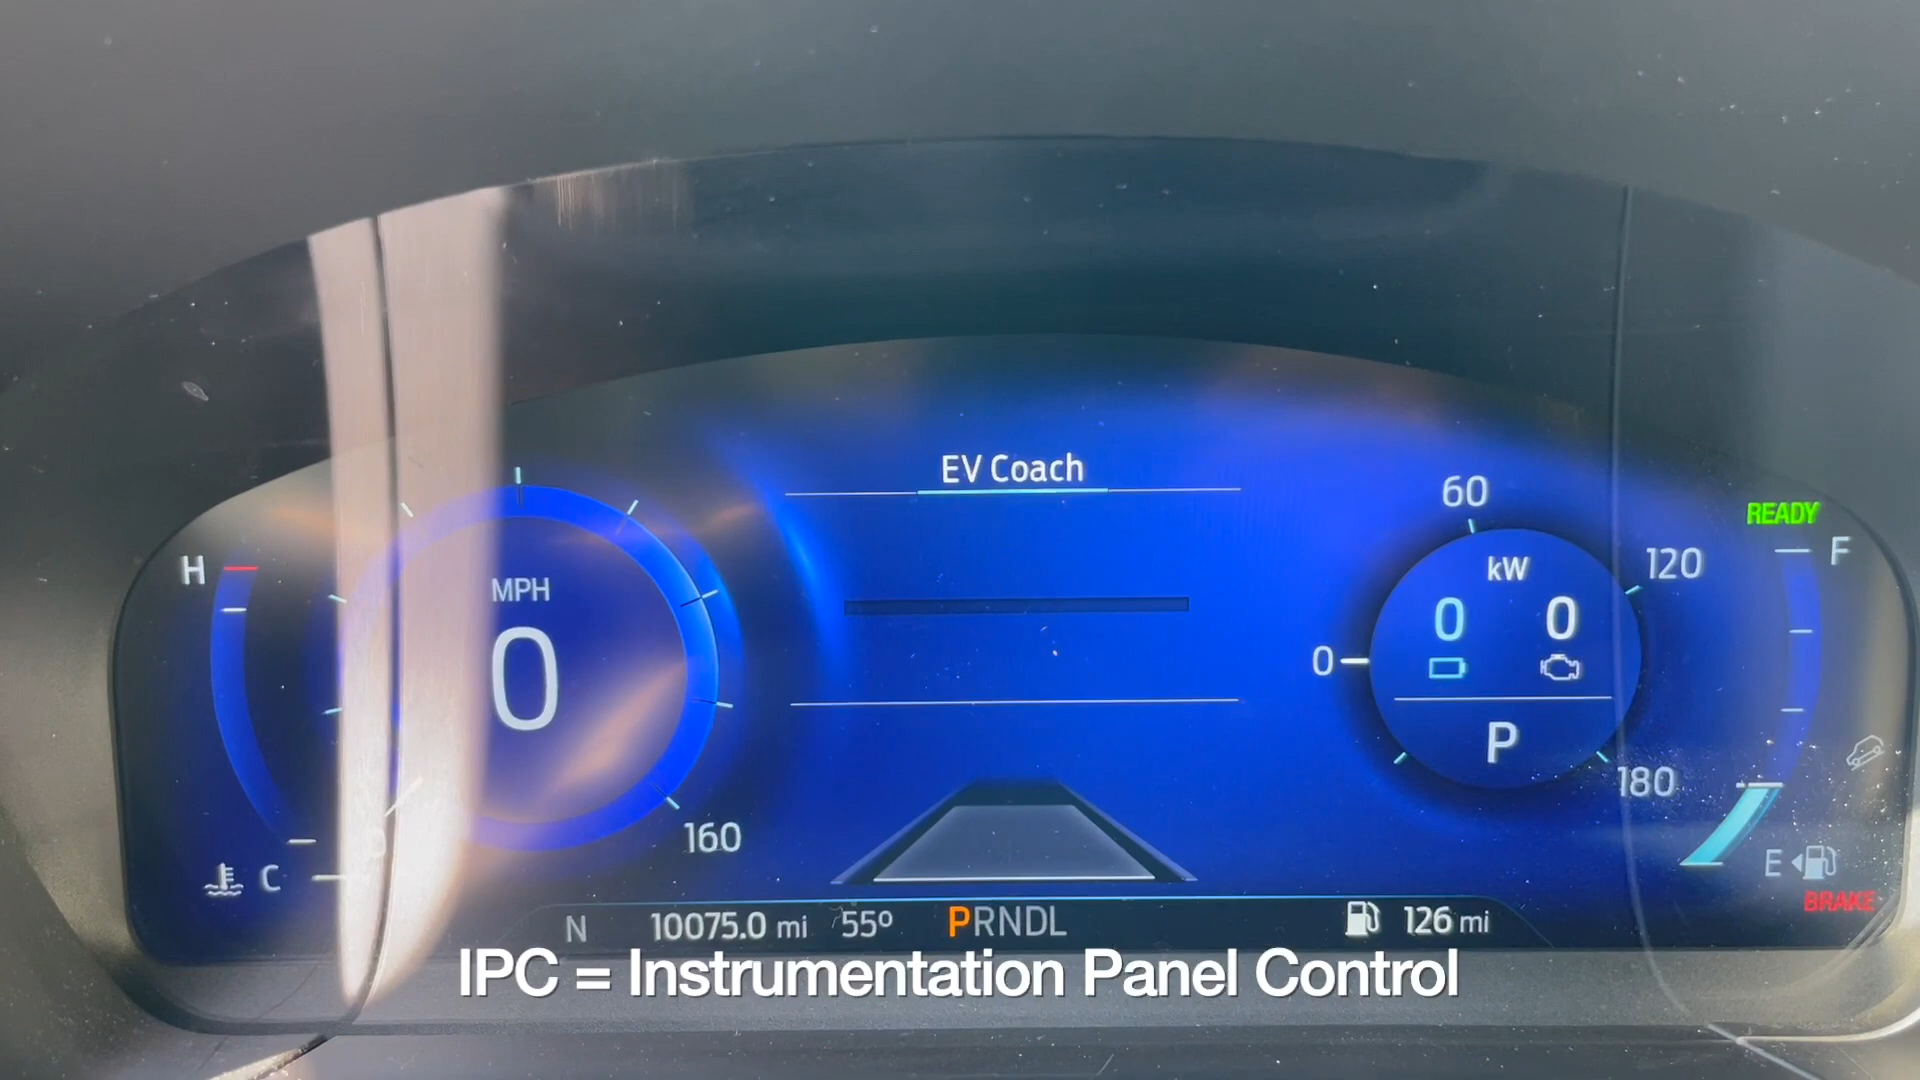 EV Coach
60
READY
H
F
120
MPH
kW
0
0 0
0
P
180
160
E
C
BRAKE
N 10075.0 mi 55° PRNDL 126 mi
IPC = Instrumentation Panel Control